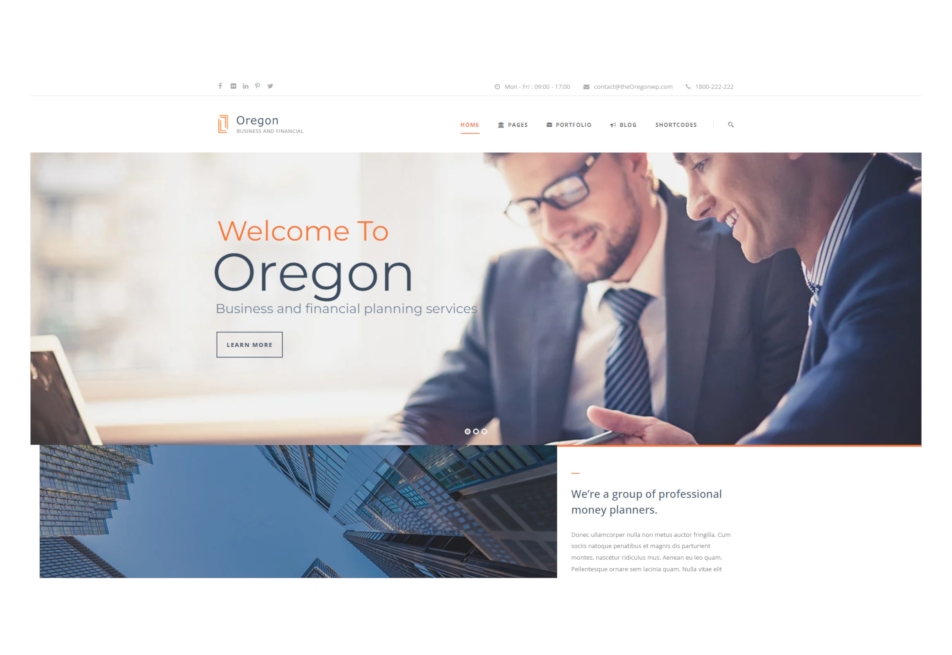 Mon - Fri : 09:00 - 17:00 contact@theOregonwp.com 1800-222-222
Oregon
BUSINESS AND FINANCIAL
HOME PAGES PORTFOLIO BLOG SHORTCODES
Welcome To
Oregon
Business and financial planning services
LEARN MORE
We're a group of professional
money planners.
Donec ullamcorper nulla non metus auctor fringilla. Cum
sociis natoque penatibus et magnis dis parturient
montes, nascetur ridiculus mus. Aenean eu leo quam.
Pellentesque ornare sem lacinia quam. Nulla vitae elit